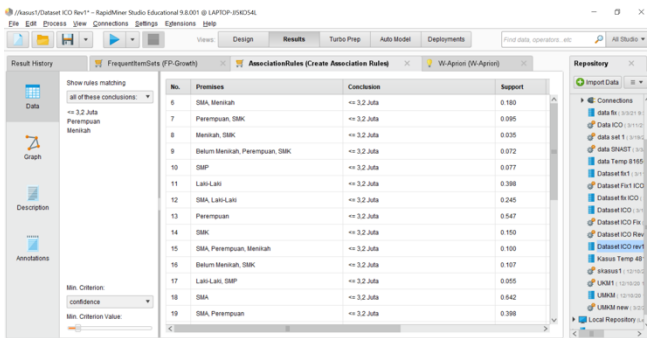 //kasus1/Dataset ICO Rev1* – RapidMiner Studio Educational 9.8.001 @ LAPTOP-JI5KO54L
File Edit Process View Connections Settings Extensions Help
Views: Design Results Turbo Prep Auto Model Deployments Find data, operators...etc All Studio
Result History FrequentItemSets (FP-Growth) AssociationRules (Create Association Rules) W-Apriori (W-Apriori) Repository
Data
Graph
Description
Annotations
Show rules matching
all of these conclusions:
<= 3,2 Juta
Perempuan
Menikah
Min. Criterion:
confidence
Min. Criterion Value:
No. Premises Conclusion Support
6 SMA, Menikah <= 3,2 Juta 0.180
7 Perempuan, SMK <= 3,2 Juta 0.095
8 Menikah, SMK <= 3,2 Juta 0.035
9 Belum Menikah, Perempuan, SMK <= 3,2 Juta 0.072
10 SMP <= 3,2 Juta 0.077
11 Laki-Laki <= 3,2 Juta 0.398
12 SMA, Laki-Laki <= 3,2 Juta 0.245
13 Perempuan <= 3,2 Juta 0.547
14 SMK <= 3,2 Juta 0.150
15 SMA, Perempuan, Menikah <= 3,2 Juta 0.100
16 Belum Menikah, SMK <= 3,2 Juta 0.107
17 Laki-Laki, SMP <= 3,2 Juta 0.055
18 SMA <= 3,2 Juta 0.642
19 SMA, Perempuan <= 3,2 Juta 0.398
Import Data
Connections
data fix
Data ICO
data set 1
data SNAST
data Temp 8165
Dataset fix1
Dataset Fix1 ICO
Dataset fix ICO
Dataset ICO
Dataset ICO Fix
Dataset ICO Rev
Dataset ICO rev1
Kasus Temp 48
skasus1
UKM1
UMKM
UMKM new
Local Repository